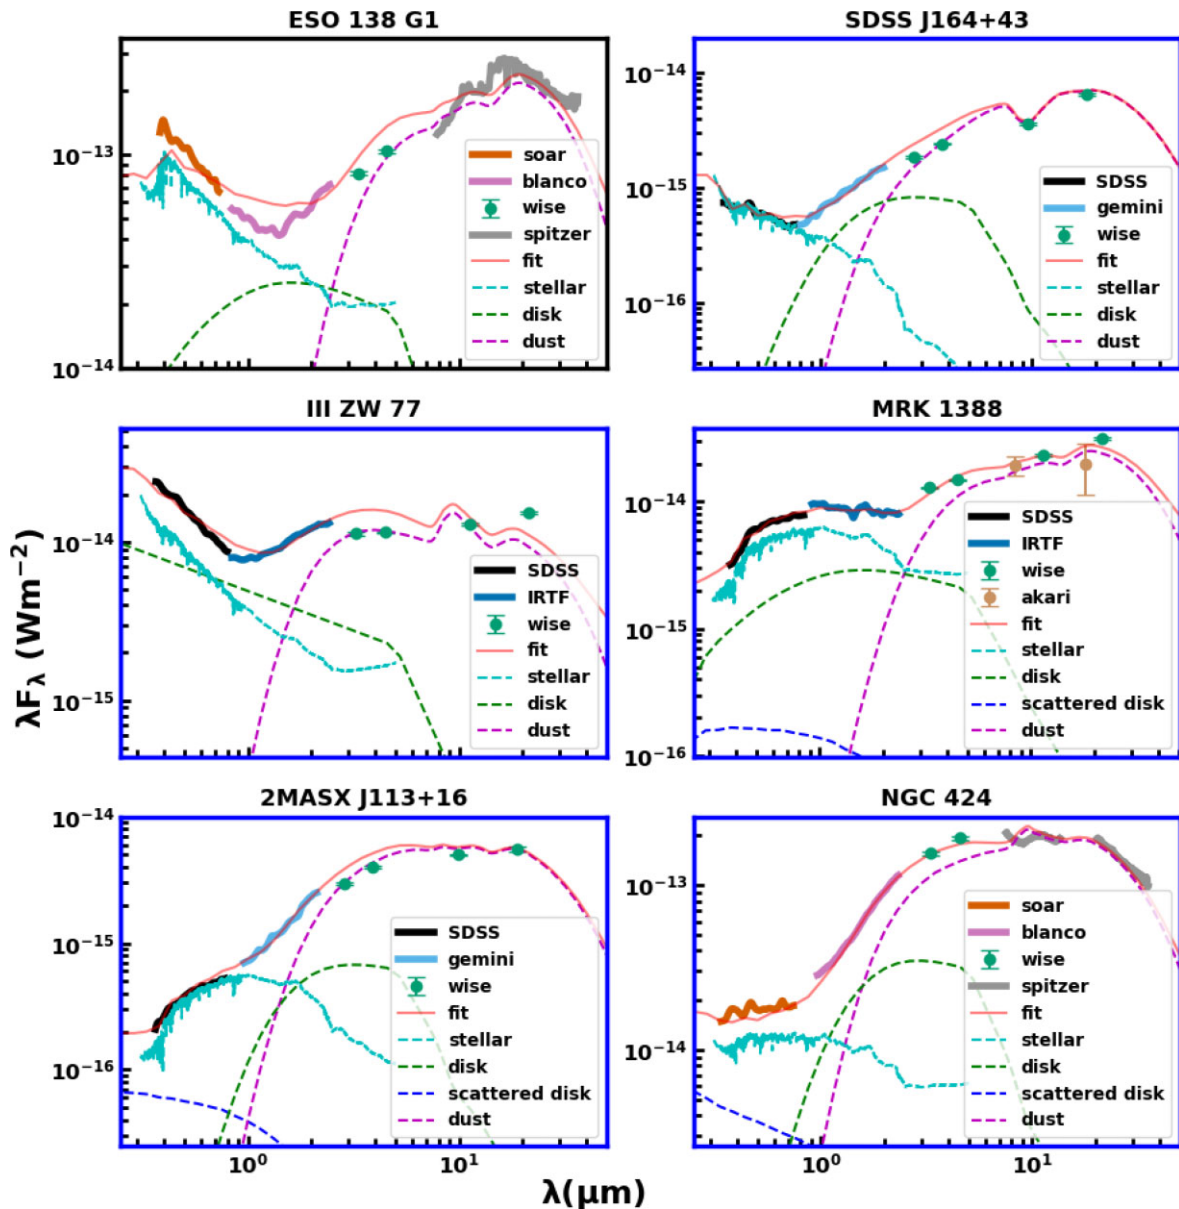 ESO 138 G1
10⁻¹³
10⁻¹⁴
soar
blanco
wise
spitzer
fit
stellar
disk
dust
SDSS J164+43
10⁻¹⁴
10⁻¹⁵
10⁻¹⁶
SDSS
gemini
wise
fit
stellar
disk
dust
III ZW 77
10⁻¹⁴
10⁻¹⁵
SDSS
IRTF
wise
fit
stellar
disk
dust
MRK 1388
10⁻¹⁴
10⁻¹⁵
10⁻¹⁶
SDSS
IRTF
wise
akari
fit
stellar
disk
scattered disk
dust
λF_λ (Wm⁻²)
2MASX J113+16
10⁻¹⁴
10⁻¹⁵
10⁻¹⁶
SDSS
gemini
wise
fit
stellar
disk
scattered disk
dust
10⁰
10¹
NGC 424
10⁻¹³
10⁻¹⁴
soar
blanco
wise
spitzer
fit
stellar
disk
scattered disk
dust
10⁰
10¹
λ(μm)